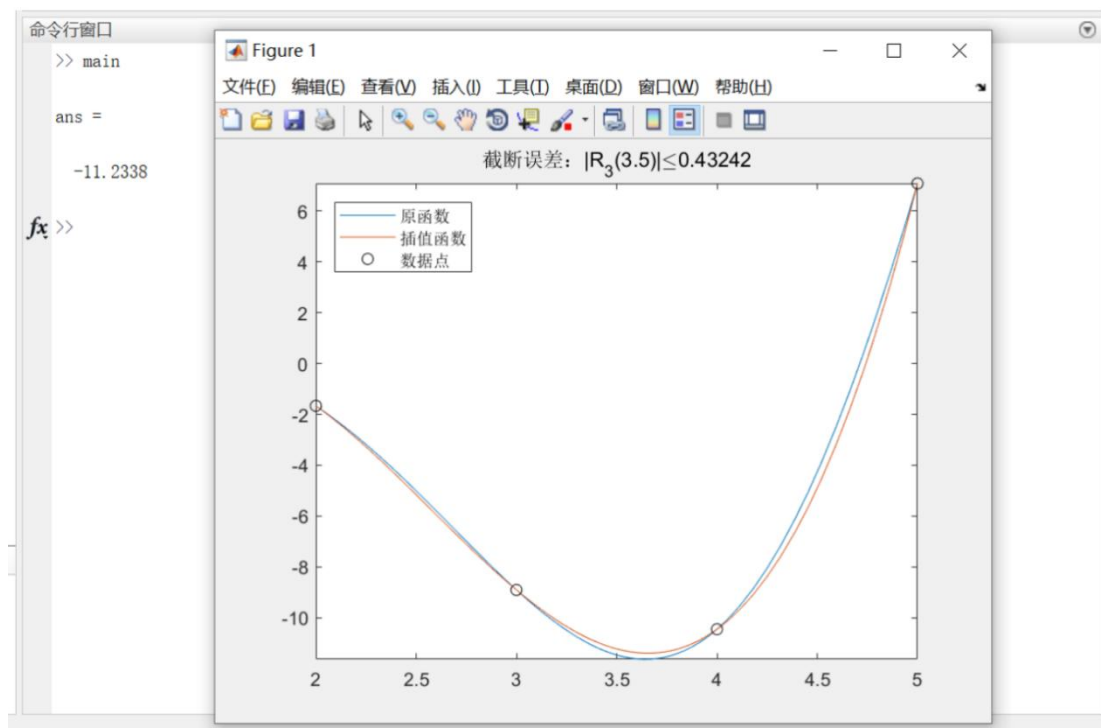 命令行窗口
>> main
ans =
-11.2338
fx >>
Figure 1
文件(F) 编辑(E) 查看(V) 插入(I) 工具(T) 桌面(D) 窗口(W) 帮助(H)
截断误差：|R₃(3.5)|≤0.43242
原函数
插值函数
数据点
6
4
2
0
-2
-4
-6
-8
-10
2 2.5 3 3.5 4 4.5 5